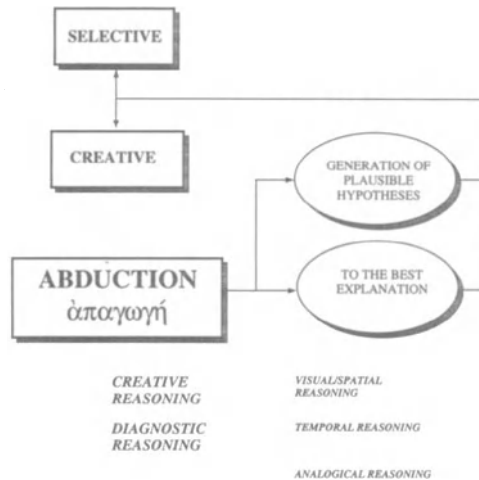 SELECTIVE
CREATIVE
GENERATION OF
PLAUSIBLE
HYPOTHESES
ABDUCTION
ἀπαγωγή
TO THE BEST
EXPLANATION
CREATIVE
REASONING
DIAGNOSTIC
REASONING
VISUAL/SPATIAL
REASONING
TEMPORAL REASONING
ANALOGICAL REASONING